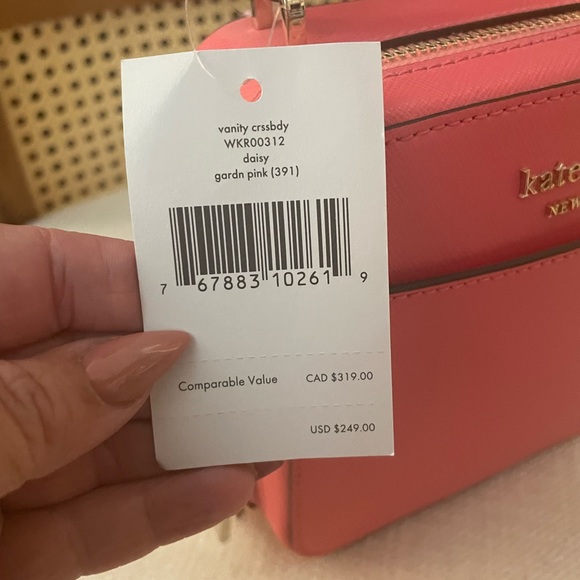 vanity crssbdy
WKR00312
daisy
gardn pink (391)
7 67883 10261 9
Comparable Value CAD $319.00
USD $249.00
kate
NEW